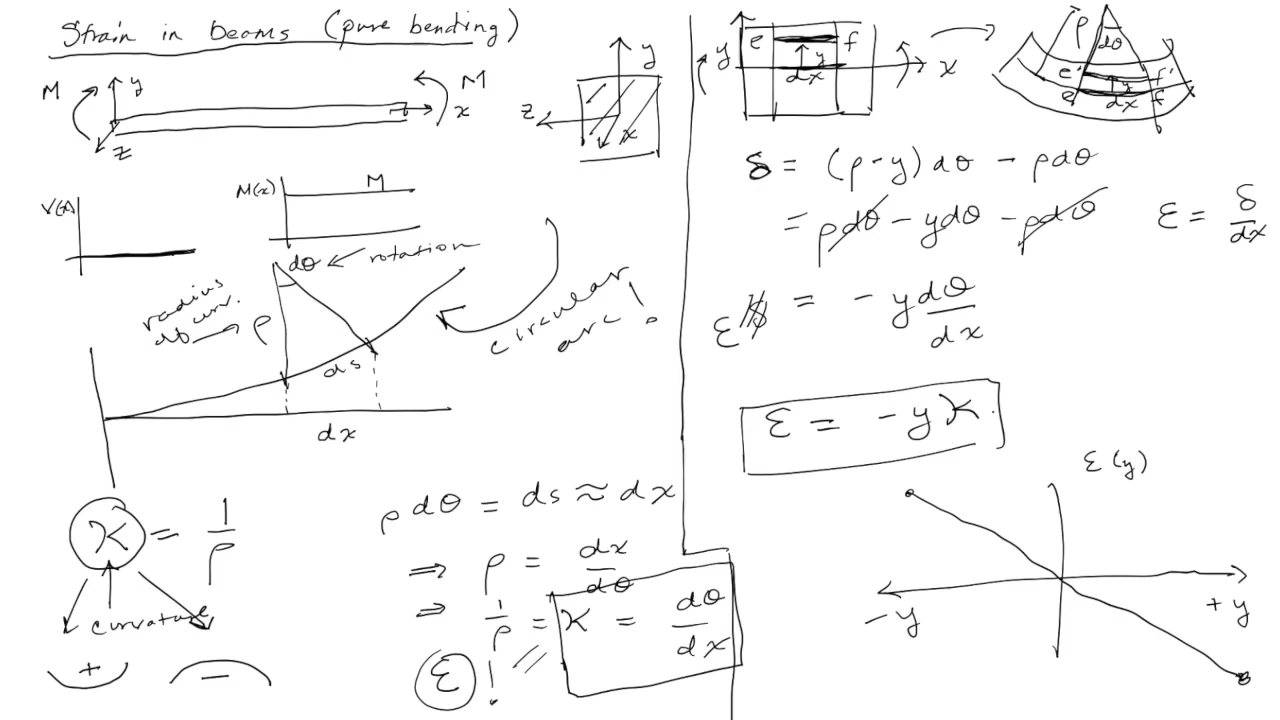 Strain in beams (pure bending)
M y M
x
z
y
z
x
V(x)
M(x) M
dθ ← rotation
radius
of curv. → ρ
circular
arc!
ds
dx
κ = 1/ρ
curvature
+ −
ρ dθ = ds ≈ dx
⇒ ρ = dx/dθ
⇒ 1/ρ = κ = dθ/dx
ε !
y e f
y
dx x
ρ dθ
e' f'
y
e dx f
δ = (ρ - y) dθ − ρdθ
= ρdθ − ydθ − ρdθ ε = δ/dx
ε = − y dθ/dx
ε = − y κ
ε(y)
− y + y